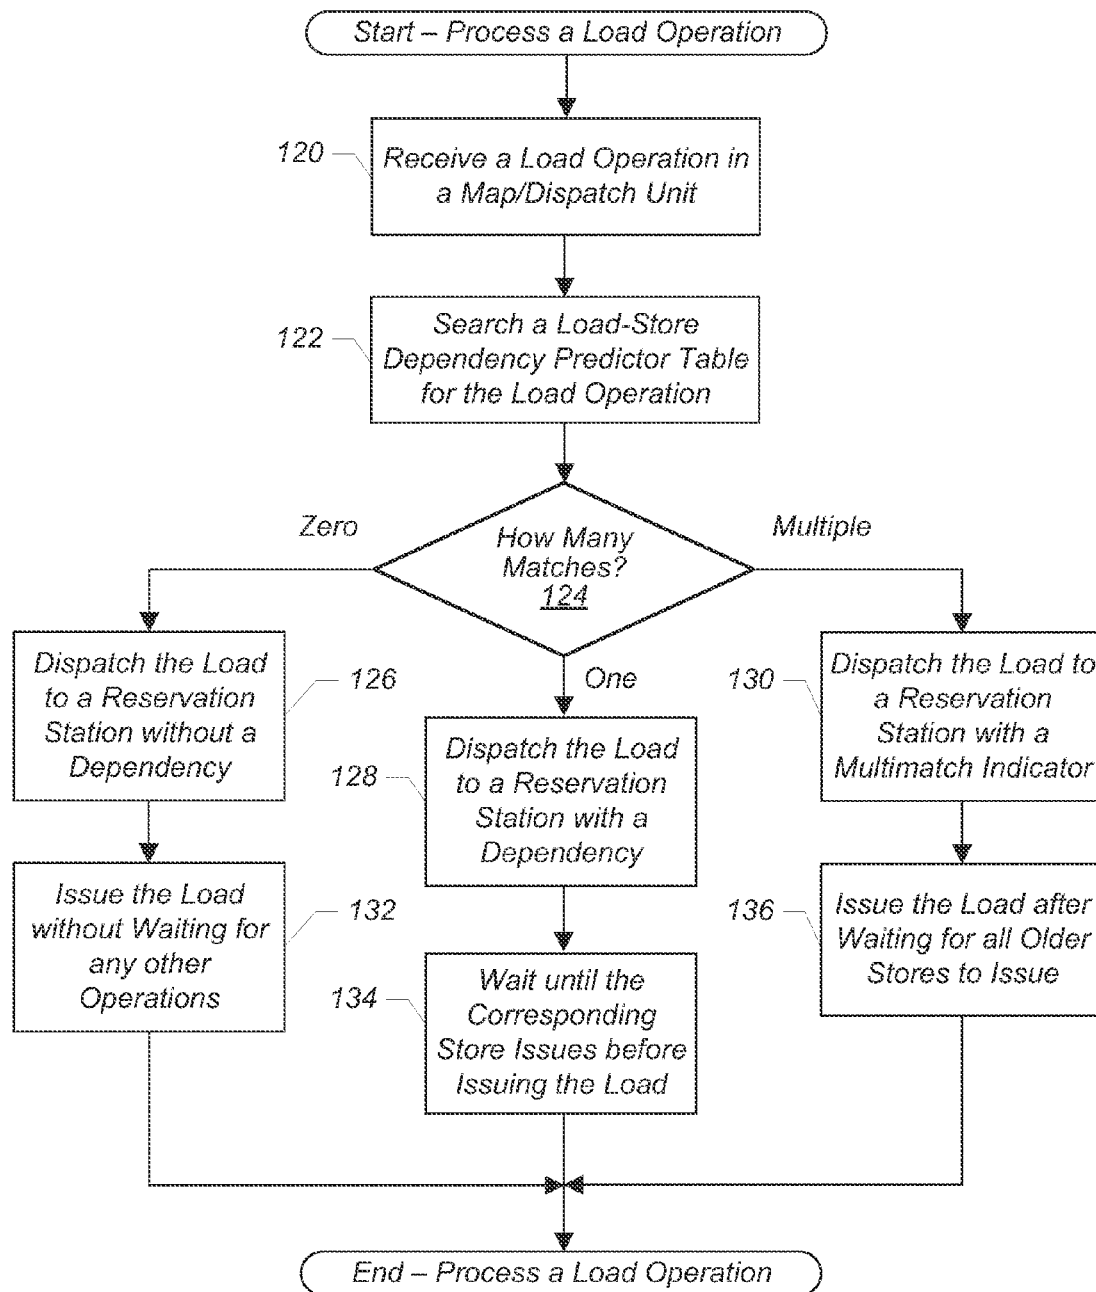 Start – Process a Load Operation
120
Receive a Load Operation in
a Map/Dispatch Unit
122
Search a Load-Store
Dependency Predictor Table
for the Load Operation
Zero
How Many
Matches?
124
Multiple
One
Dispatch the Load
to a Reservation
Station without a
Dependency
126
128
Dispatch the Load
to a Reservation
Station with a
Dependency
130
Dispatch the Load to
a Reservation
Station with a
Multimatch Indicator
Issue the Load
without Waiting for
any other
Operations
132
134
Wait until the
Corresponding
Store Issues before
Issuing the Load
136
Issue the Load after
Waiting for all Older
Stores to Issue
End – Process a Load Operation